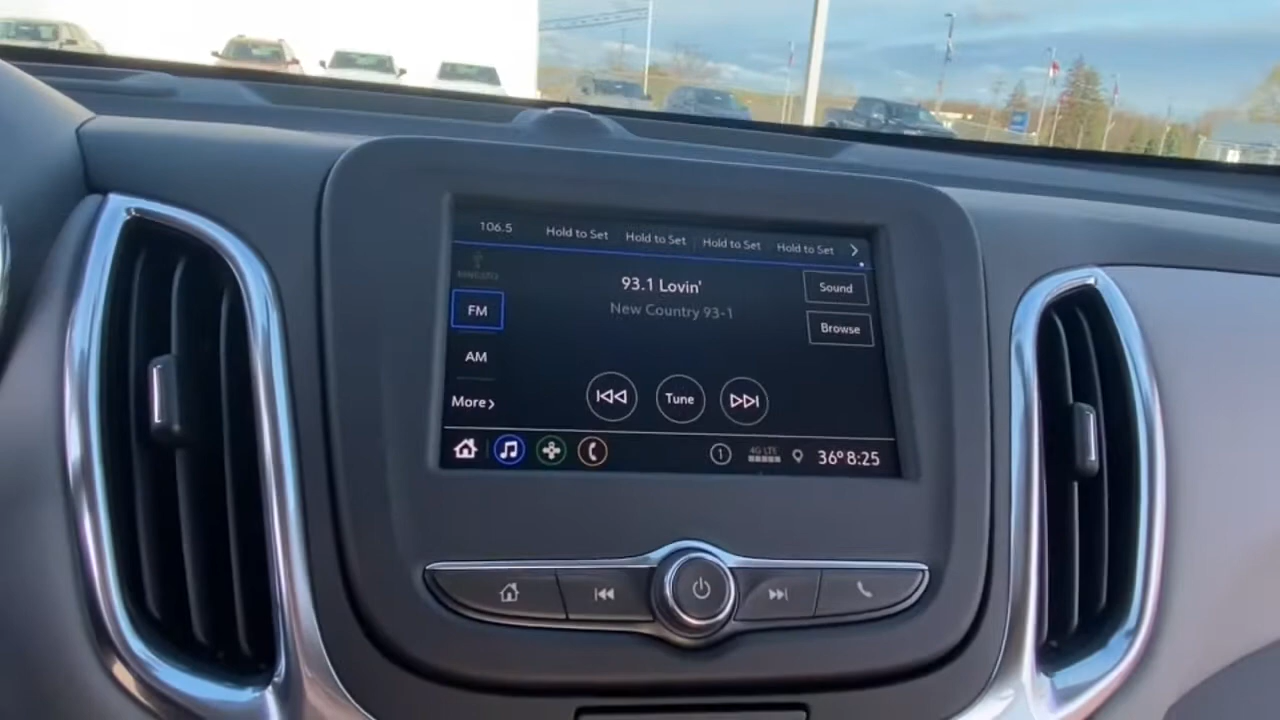 106.5 Hold to Set Hold to Set Hold to Set Hold to Set
93.1 Lovin'
Sound
FM
New Country 93-1
Browse
AM
More
Tune
1 4G LTE 36° 8:25